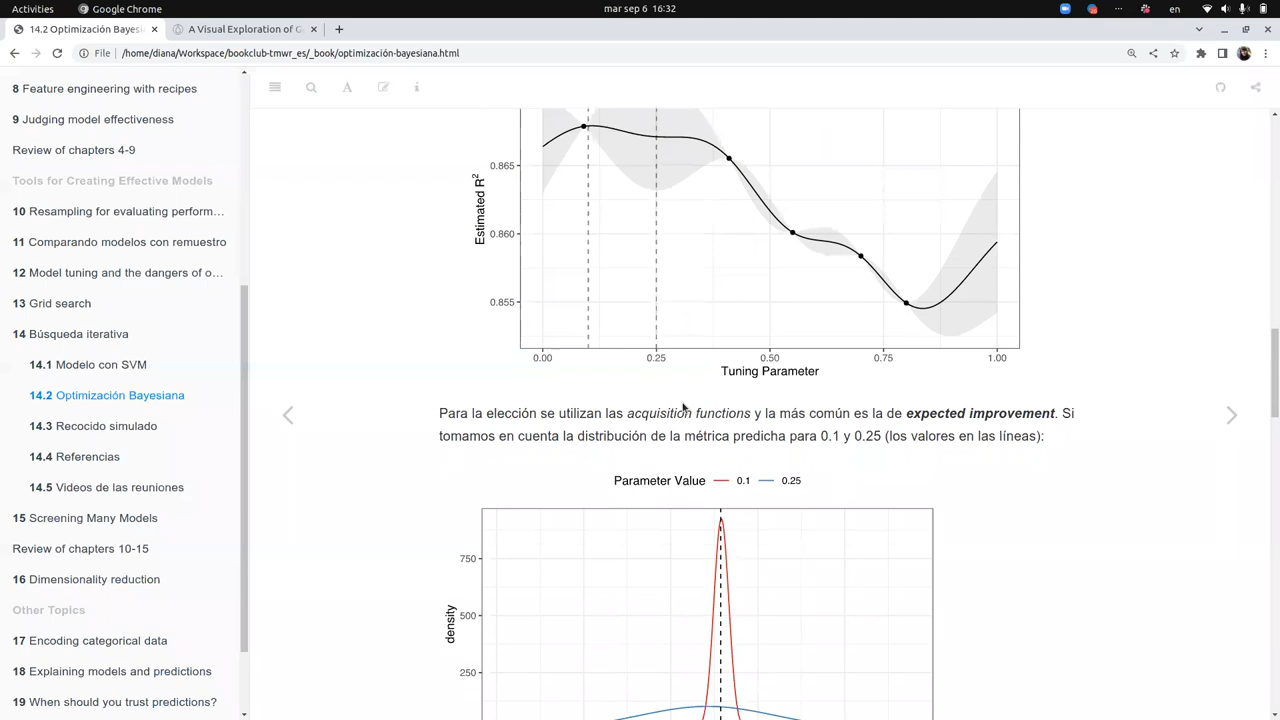 Activities
Google Chrome
mar sep 6 16:32
en
14.2 Optimización Bayesi
A Visual Exploration of G
File
/home/diana/Workspace/bookclub-tmwr_es/_book/optimización-bayesiana.html
8 Feature engineering with recipes
9 Judging model effectiveness
Review of chapters 4-9
Tools for Creating Effective Models
10 Resampling for evaluating perform…
11 Comparando modelos con remuestro
12 Model tuning and the dangers of o…
13 Grid search
14 Búsqueda iterativa
14.1 Modelo con SVM
14.2 Optimización Bayesiana
14.3 Recocido simulado
14.4 Referencias
14.5 Videos de las reuniones
15 Screening Many Models
Review of chapters 10-15
16 Dimensionality reduction
Other Topics
17 Encoding categorical data
18 Explaining models and predictions
19 When should you trust predictions?
Estimated R²
0.865
0.860
0.855
0.00 0.25 0.50 0.75 1.00
Tuning Parameter
Para la elección se utilizan las acquisition functions y la más común es la de expected improvement. Si
tomamos en cuenta la distribución de la métrica predicha para 0.1 y 0.25 (los valores en las líneas):
Parameter Value 0.1 0.25
density
750
500
250